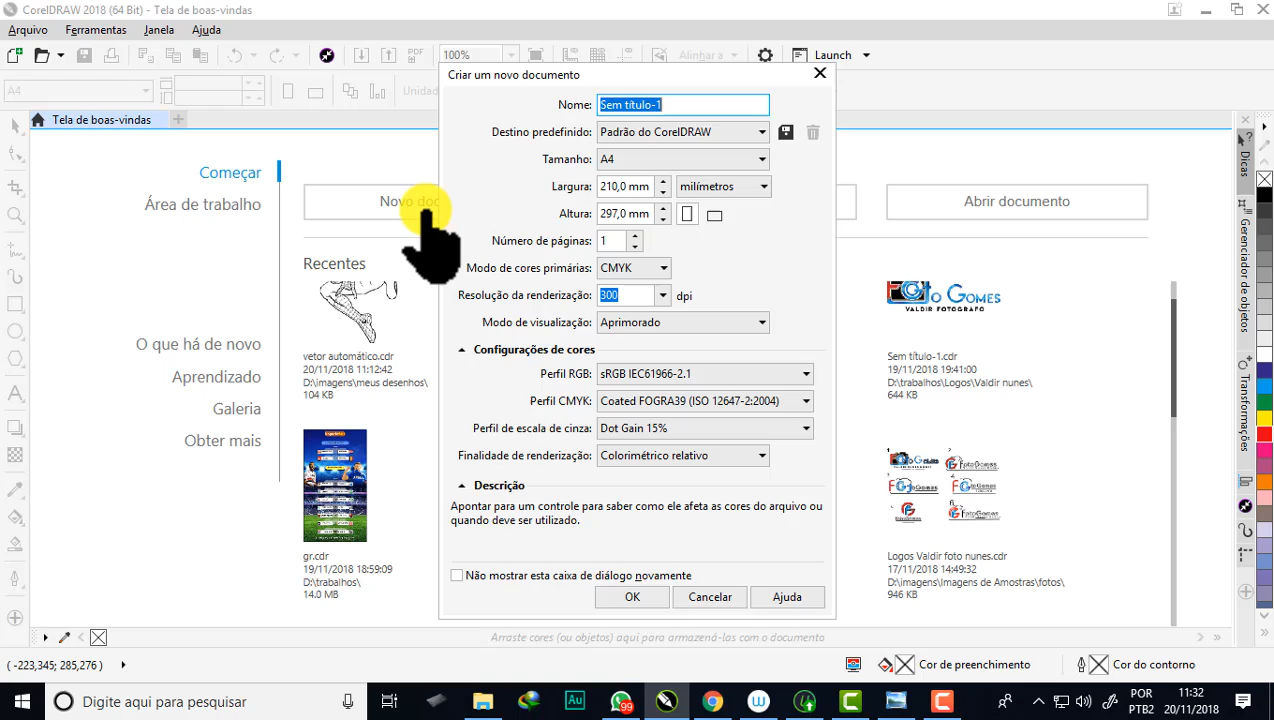 CorelDRAW 2018 (64 Bit) - Tela de boas-vindas
Arquivo Ferramentas Janela Ajuda
100% Alinhar a Launch
PDF
A4 Unidad
Tela de boas-vindas
Começar
Área de trabalho
O que há de novo
Aprendizado
Galeria
Obter mais
Novo doc
Abrir documento
Recentes
vetor automático.cdr
20/11/2018 11:12:42
D:\imagens\meus desenhos\
104 KB
gr.cdr
19/11/2018 18:59:09
D:\trabalhos\
14.0 MB
Criar um novo documento
Nome: Sem título-1
Destino predefinido: Padrão do CorelDRAW
Tamanho: A4
Largura: 210,0 mm milímetros
Altura: 297,0 mm
Número de páginas: 1
Modo de cores primárias: CMYK
Resolução da renderização: 300 dpi
Modo de visualização: Aprimorado
Configurações de cores
Perfil RGB: sRGB IEC61966-2.1
Perfil CMYK: Coated FOGRA39 (ISO 12647-2:2004)
Perfil de escala de cinza: Dot Gain 15%
Finalidade de renderização: Colorimétrico relativo
Descrição
Apontar para um controle para saber como ele afeta as cores do arquivo ou
quando deve ser utilizado.
Não mostrar esta caixa de diálogo novamente
OK Cancelar Ajuda
Foto Gomes
VALDIR FOTOGRAFO
Sem título-1.cdr
19/11/2018 19:41:00
D:\trabalhos\Logos\Valdir nunes\
644 KB
Logos Valdir foto nunes.cdr
17/11/2018 14:49:32
D:\imagens\Imagens de Amostras\fotos\
946 KB
Dicas
Gerenciador de objetos
Transformações
Arraste cores (ou objetos) aqui para armazená-las com o documento
( -223,345; 285,276 )
Cor de preenchimento
Cor do contorno
Digite aqui para pesquisar
Au
99
POR
PTB2
11:32
20/11/2018